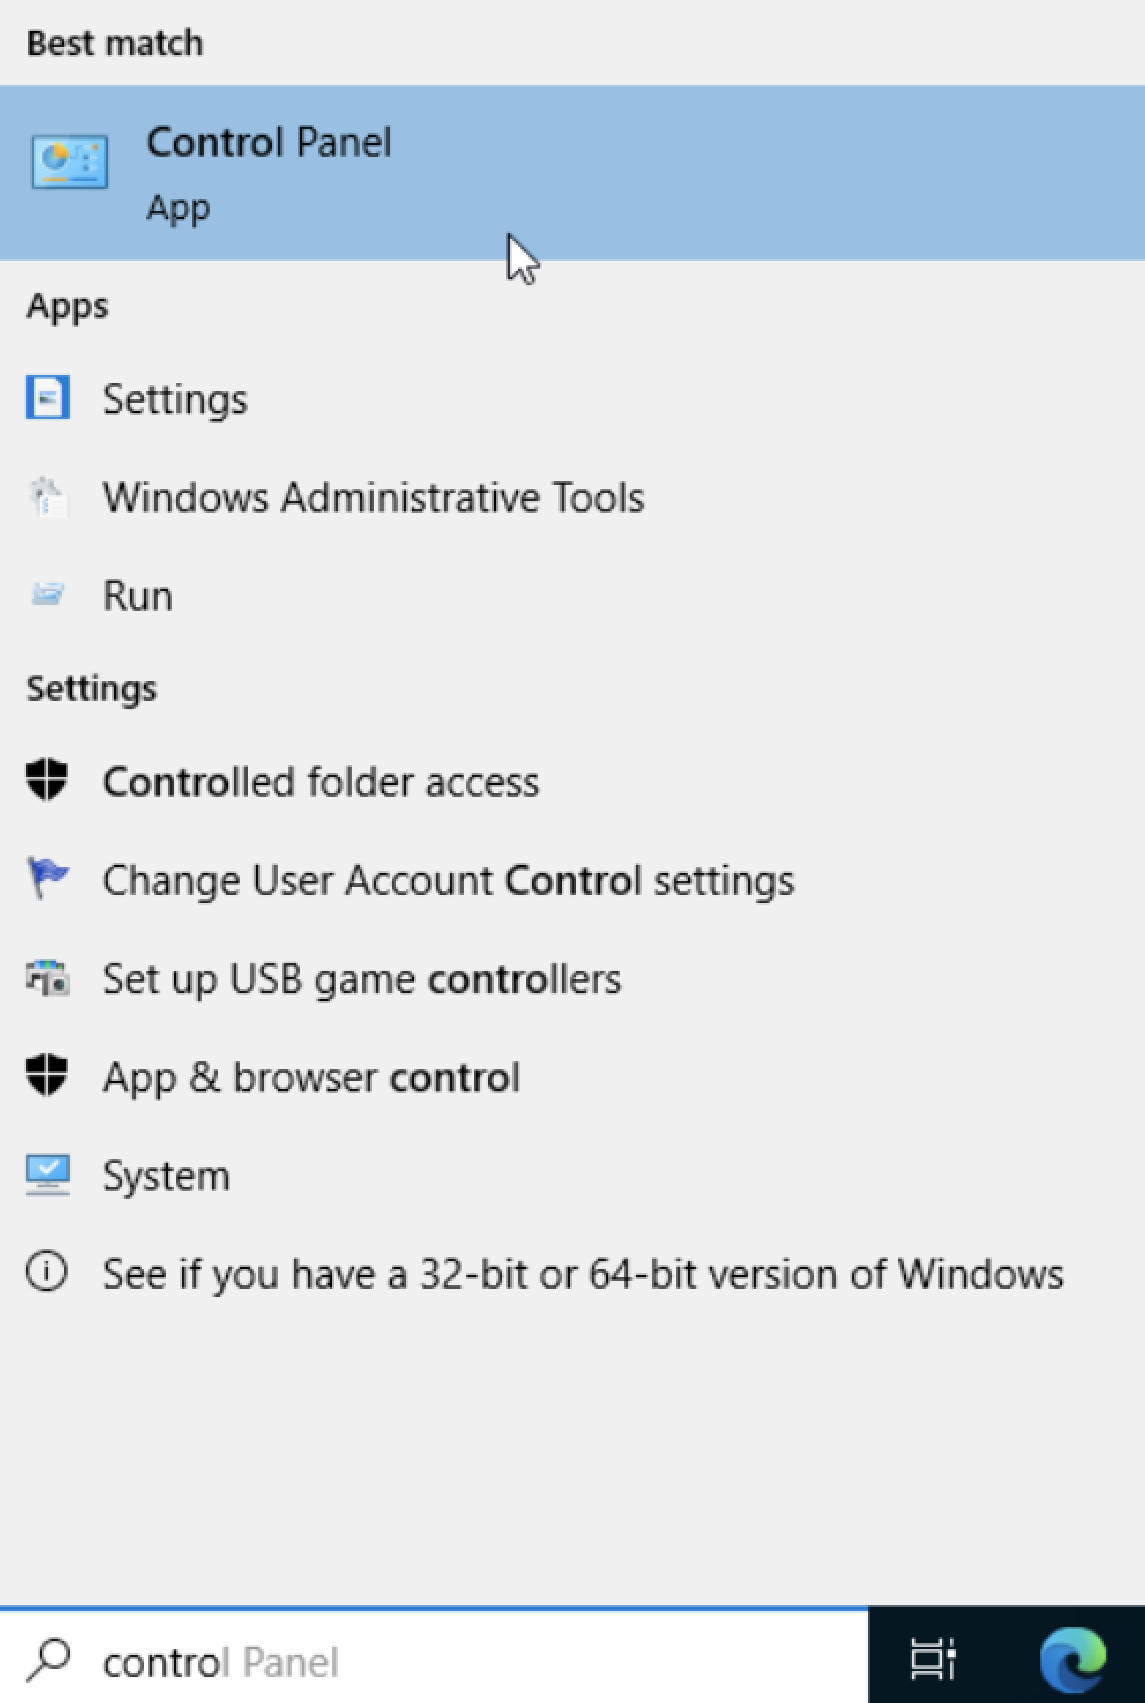 Best match
Control Panel
App
Apps
Settings
Windows Administrative Tools
Run
Settings
Controlled folder access
Change User Account Control settings
Set up USB game controllers
App & browser control
System
See if you have a 32-bit or 64-bit version of Windows
control Panel